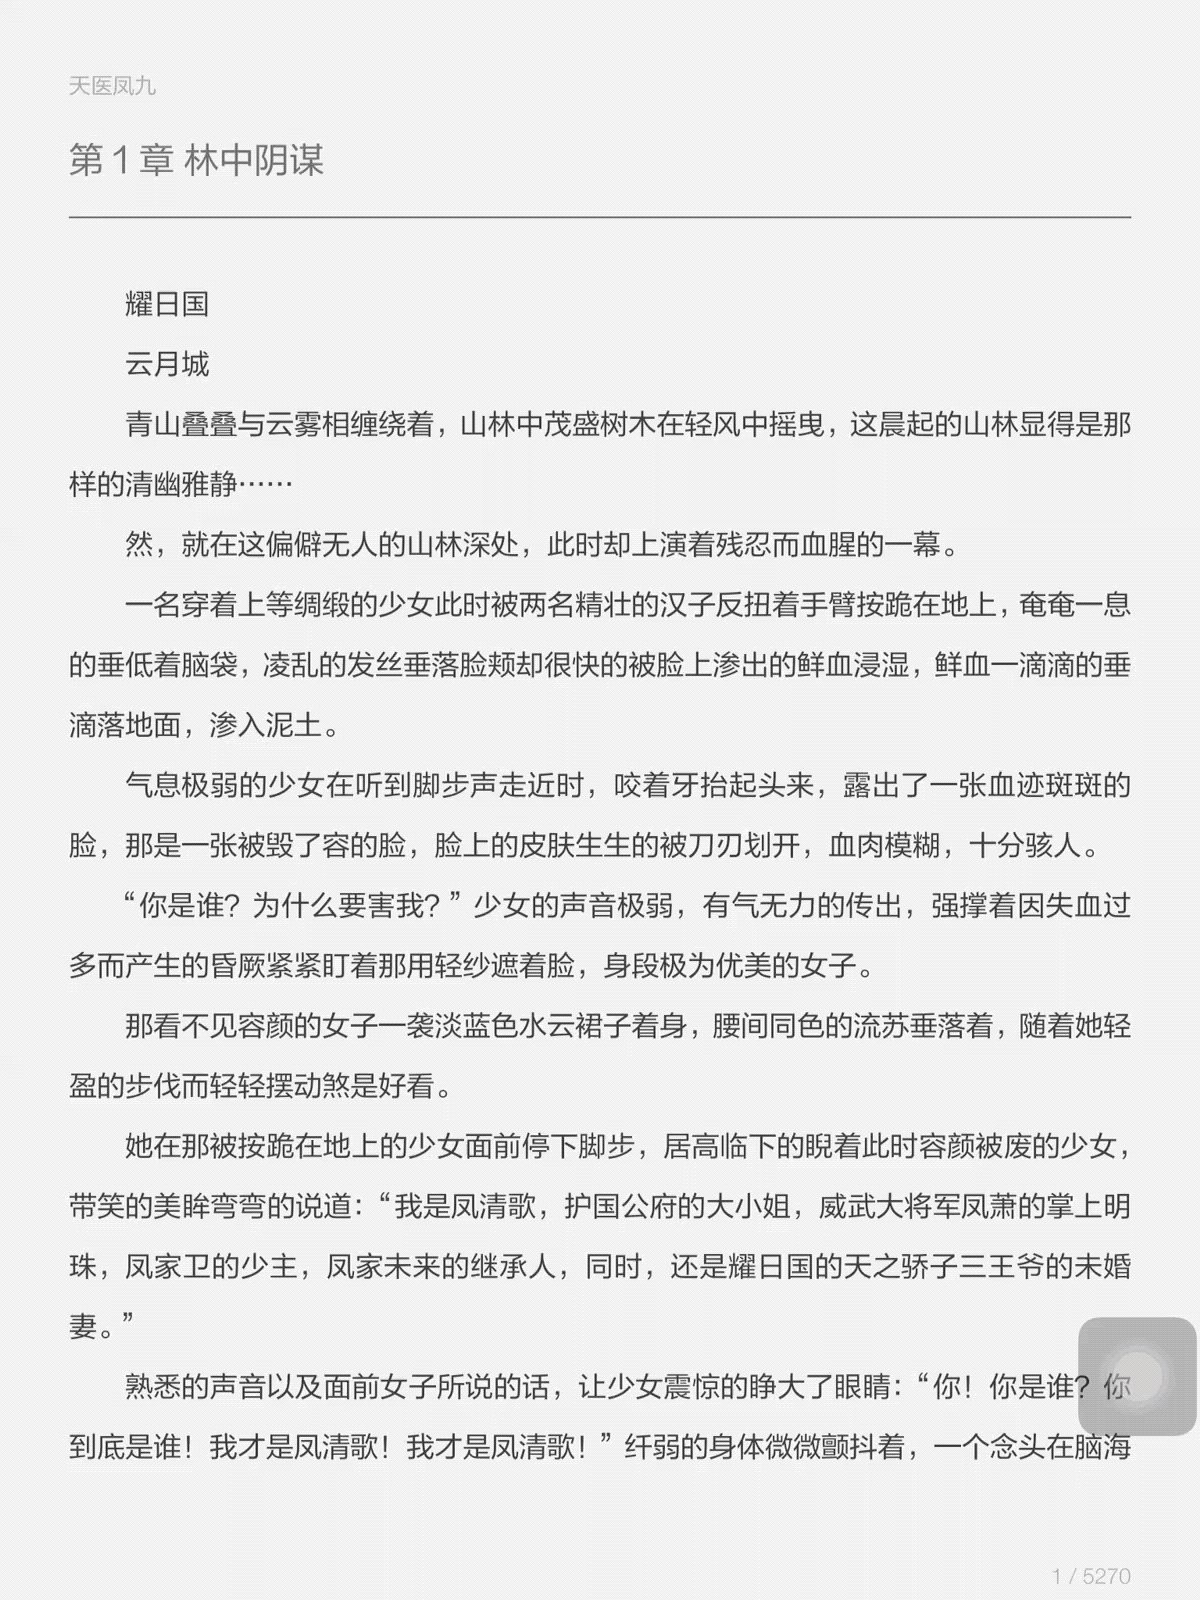 天医凤九
第 1 章 林中阴谋
耀日国
云月城
青山叠叠与云雾相缠绕着，山林中茂盛树木在轻风中摇曳，这晨起的山林显得是那
样的清幽雅静……
然，就在这偏僻无人的山林深处，此时却上演着残忍而血腥的一幕。
一名穿着上等绸缎的少女此时被两名精壮的汉子反扭着手臂按跪在地上，奄奄一息
的垂低着脑袋，凌乱的发丝垂落脸颊却很快的被脸上渗出的鲜血浸湿，鲜血一滴滴的垂
滴落地面，渗入泥土。
气息极弱的少女在听到脚步声走近时，咬着牙抬起头来，露出了一张血迹斑斑的
脸，那是一张被毁了容的脸，脸上的皮肤生生的被刀刃划开，血肉模糊，十分骇人。
“你是谁？为什么要害我？”少女的声音极弱，有气无力的传出，强撑着因失血过
多而产生的昏厥紧紧盯着那用轻纱遮着脸，身段极为优美的女子。
那看不见容颜的女子一袭淡蓝色水云裙子着身，腰间同色的流苏垂落着，随着她轻
盈的步伐而轻轻摆动煞是好看。
她在那被按跪在地上的少女面前停下脚步，居高临下的睨着此时容颜被废的少女，
带笑的美眸弯弯的说道：“我是凤清歌，护国公府的大小姐，威武大将军凤萧的掌上明
珠，凤家卫的少主，凤家未来的继承人，同时，还是耀日国的天之骄子三王爷的未婚
妻。”
熟悉的声音以及面前女子所说的话，让少女震惊的睁大了眼睛：“你！你是谁？你
到底是谁！我才是凤清歌！我才是凤清歌！”纤弱的身体微微颤抖着，一个念头在脑海
1 / 5270